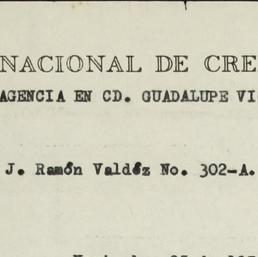 NACIONAL DE CRE
AGENCIA EN CD. GUADALUPE VI
J. Ramón Valdéz No. 302-A.